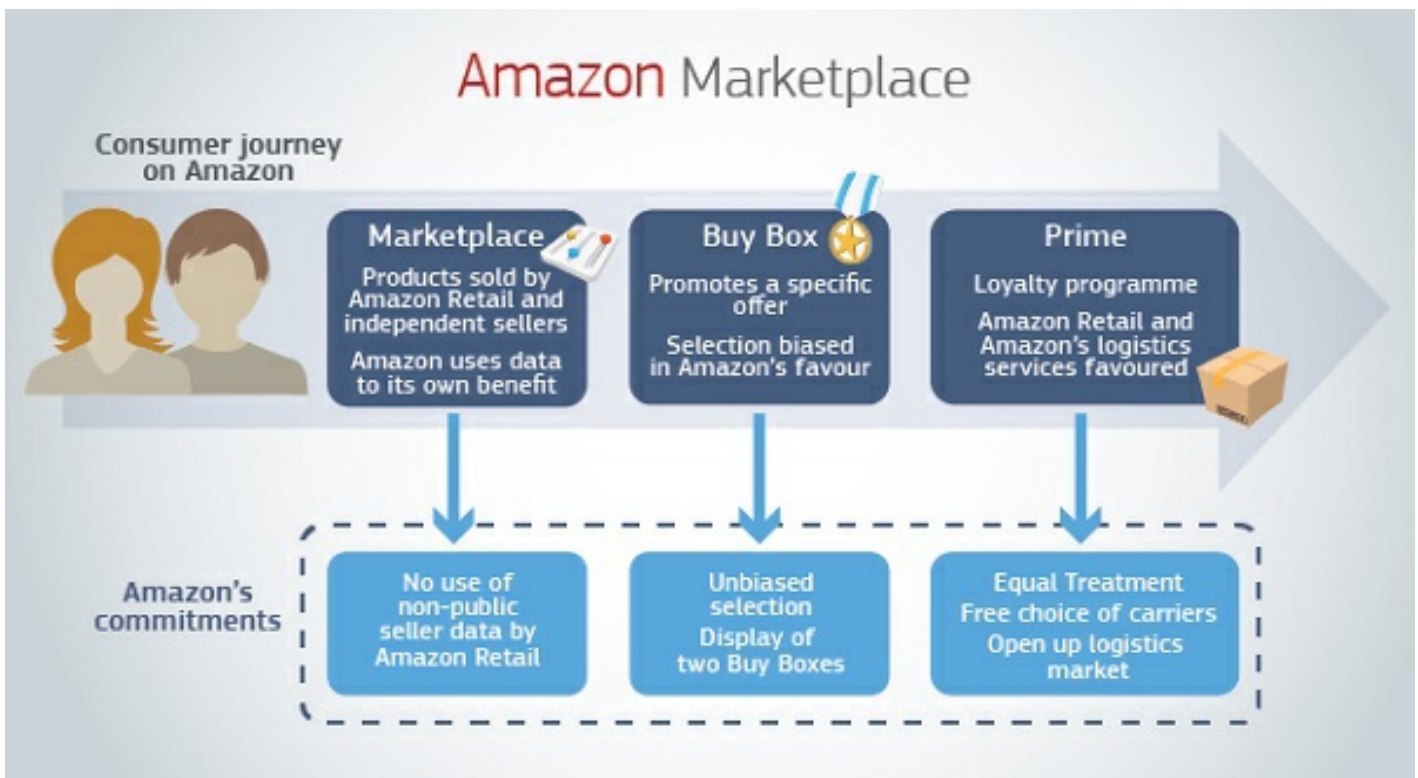 Amazon Marketplace
Consumer journey
on Amazon
Marketplace
Products sold by
Amazon Retail and
independent sellers
Amazon uses data
to its own benefit
Buy Box
Promotes a specific
offer
Selection biased
in Amazon's favour
Prime
Loyalty programme
Amazon Retail and
Amazon's logistics
services favoured
Amazon's
commitments
No use of
non-public
seller data by
Amazon Retail
Unbiased
selection
Display of
two Buy Boxes
Equal Treatment
Free choice of carriers
Open up logistics
market